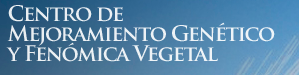 Centro de
Mejoramiento Genético
y Fenómica Vegetal